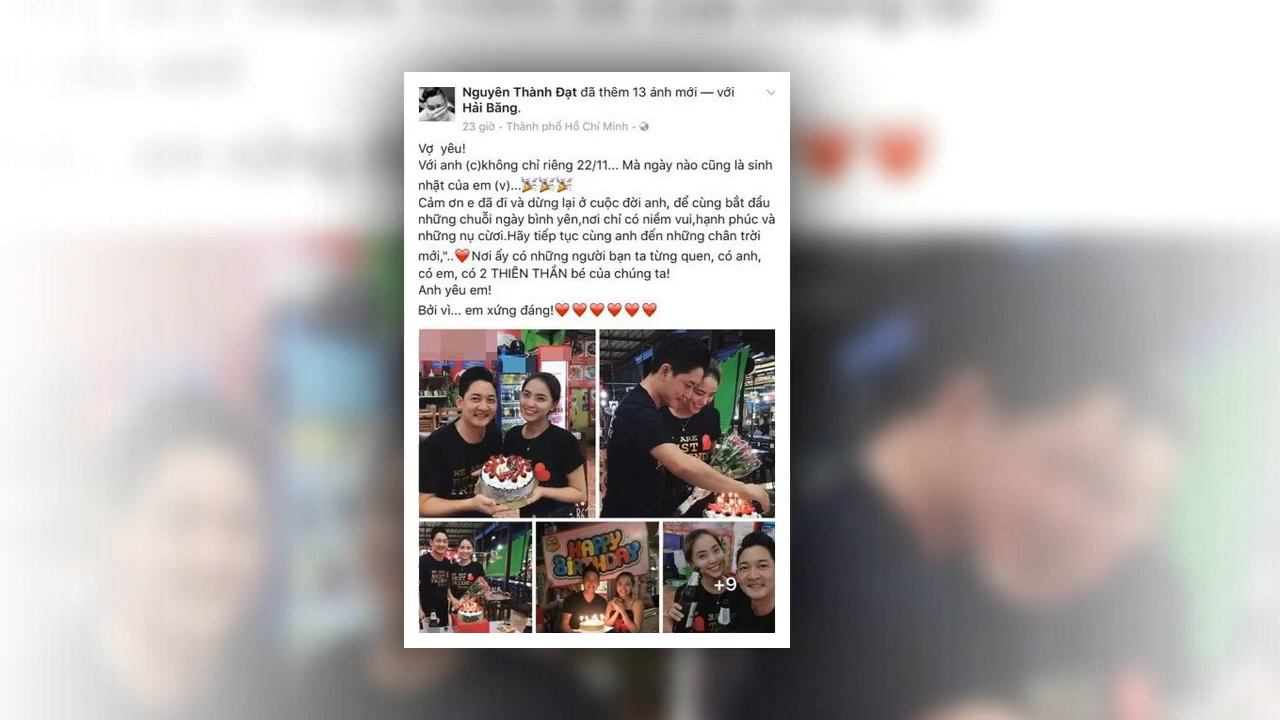 Nguyên Thành Đạt đã thêm 13 ảnh mới — với
Hải Băng.
23 giờ · Thành phố Hồ Chí Minh ·
Vợ yêu!
Với anh (c)không chỉ riêng 22/11... Mà ngày nào cũng là sinh
nhật của em (v)...🎉🎉🎉
Cảm ơn e đã đi và dừng lại ở cuộc đời anh, để cùng bắt đầu
những chuỗi ngày bình yên,nơi chỉ có niềm vui,hạnh phúc và
những nụ cười.Hãy tiếp tục cùng anh đến những chân trời
mới,"..❤️Nơi ấy có những người bạn ta từng quen, có anh,
có em, có 2 THIÊN THẦN bé của chúng ta!
Anh yêu em!
Bởi vì... em xứng đáng!❤️❤️❤️❤️❤️❤️
HAPPY
BIRTHDAY
+9